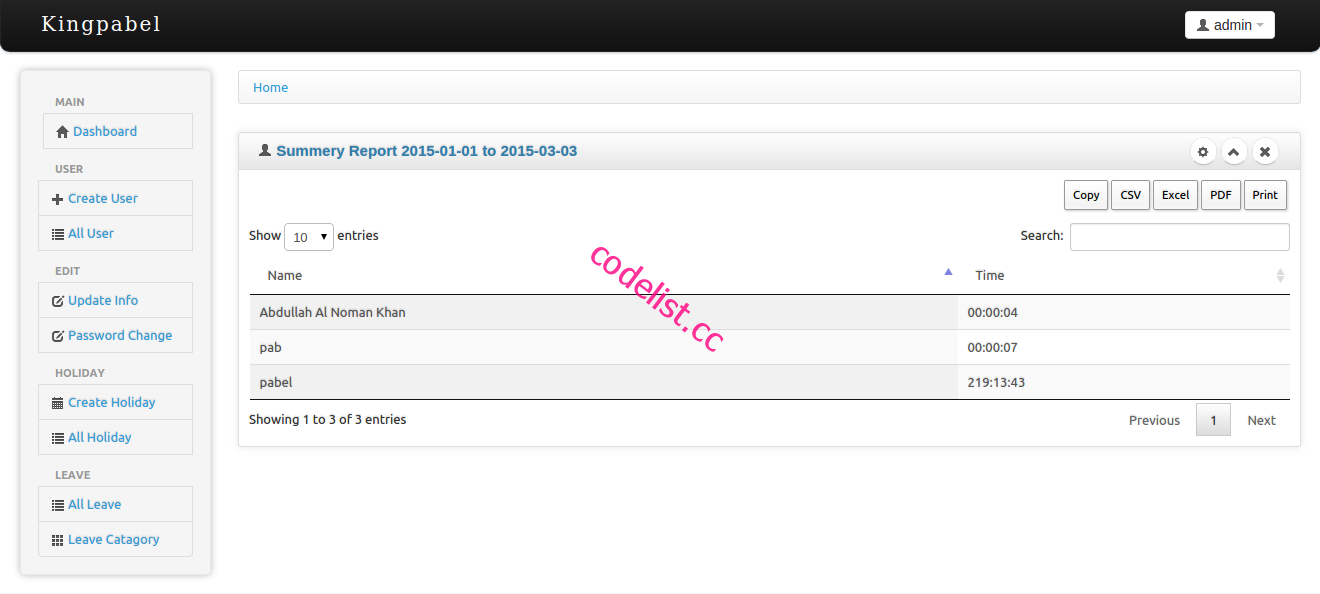 Kingpabel
admin
MAIN
Dashboard
USER
Create User
All User
EDIT
Update Info
Password Change
HOLIDAY
Create Holiday
All Holiday
LEAVE
All Leave
Leave Catagory
Home
Summery Report 2015-01-01 to 2015-03-03
Copy CSV Excel PDF Print
Show 10 entries Search:
Name Time
Abdullah Al Noman Khan 00:00:04
pab 00:00:07
pabel 219:13:43
Showing 1 to 3 of 3 entries Previous 1 Next
codelist.cc